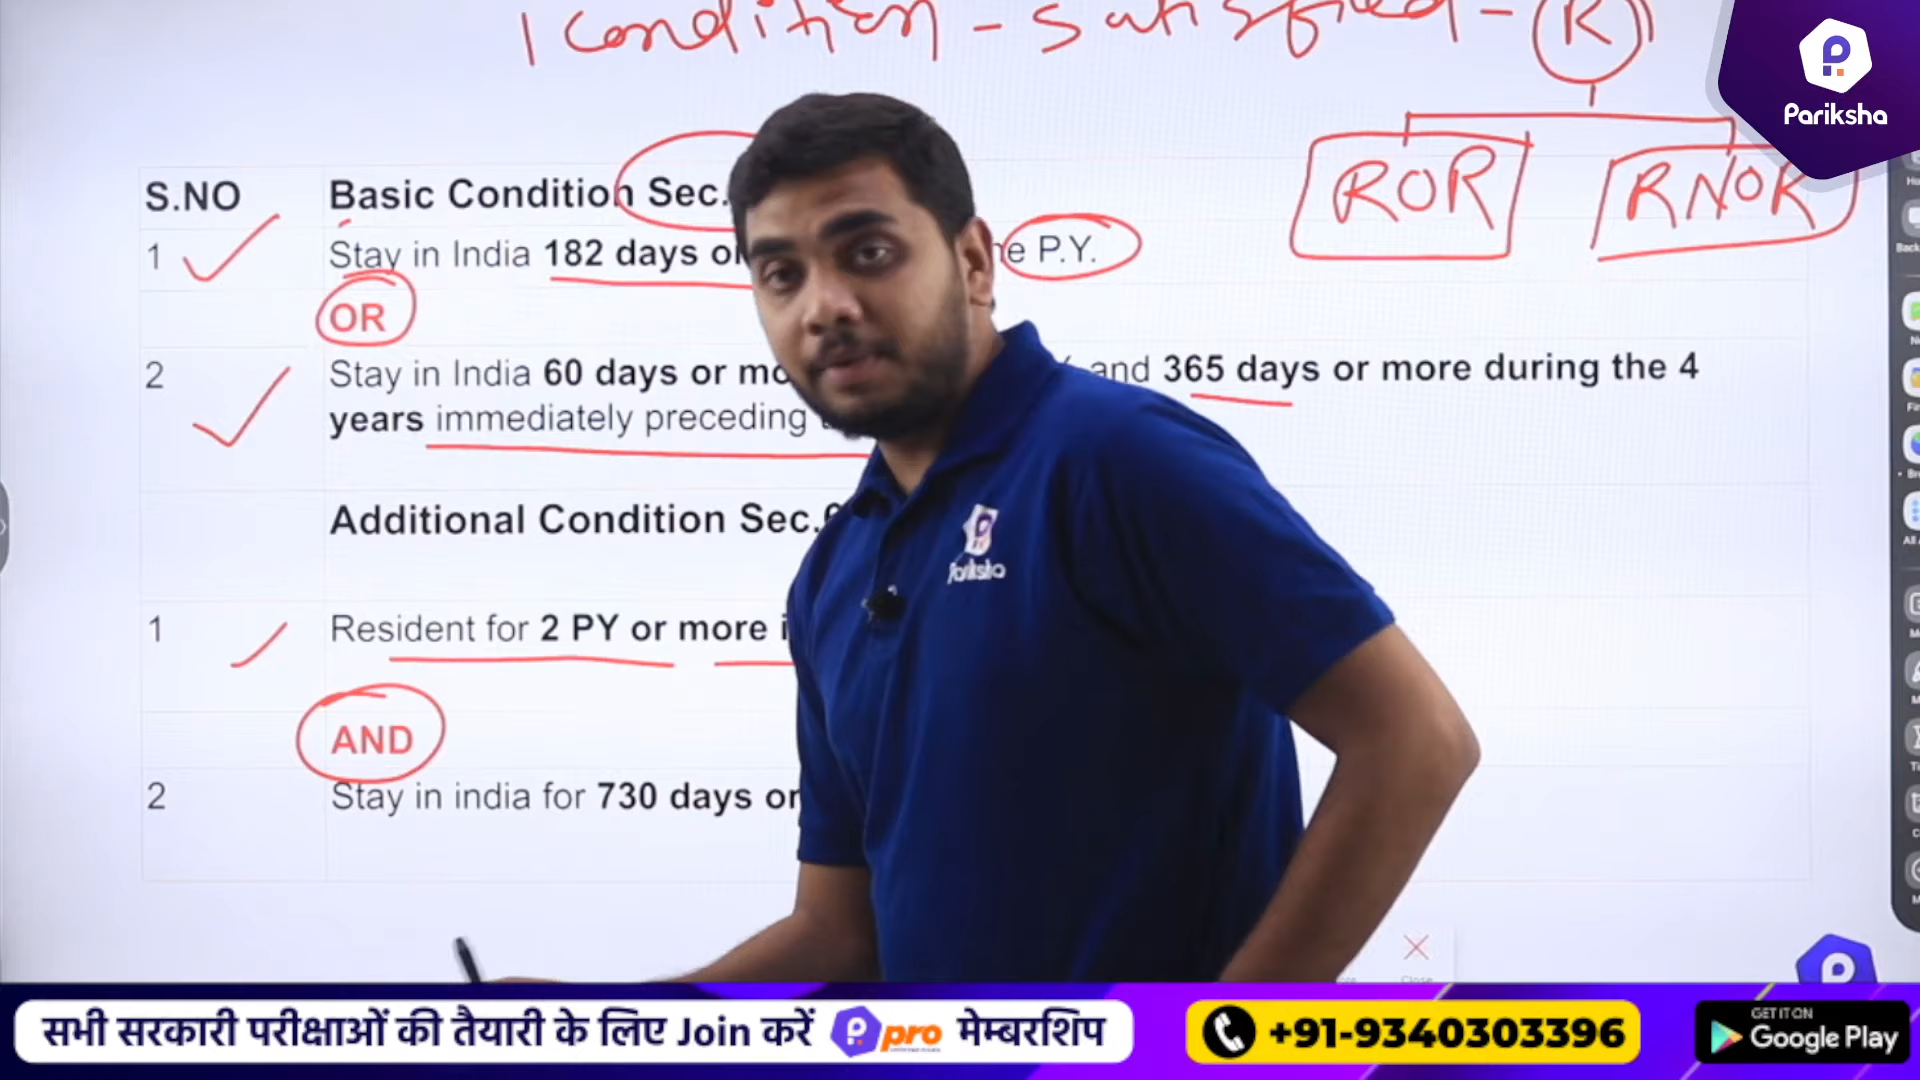 1 condition - satisfied - R
Pariksha
ROR
RNOR
S.NO
Basic Condition Sec.
1
Stay in India 182 days or
P.Y.
OR
2
Stay in India 60 days or
and 365 days or more during the 4
years immediately preceding
Additional Condition Sec.
1
Resident for 2 PY or more
Pariksha
AND
2
Stay in india for 730 days or
Close
सभी सरकारी परीक्षाओं की तैयारी के लिए Join करें pro मेम्बरशिप
+91-9340303396
GET IT ON
Google Play